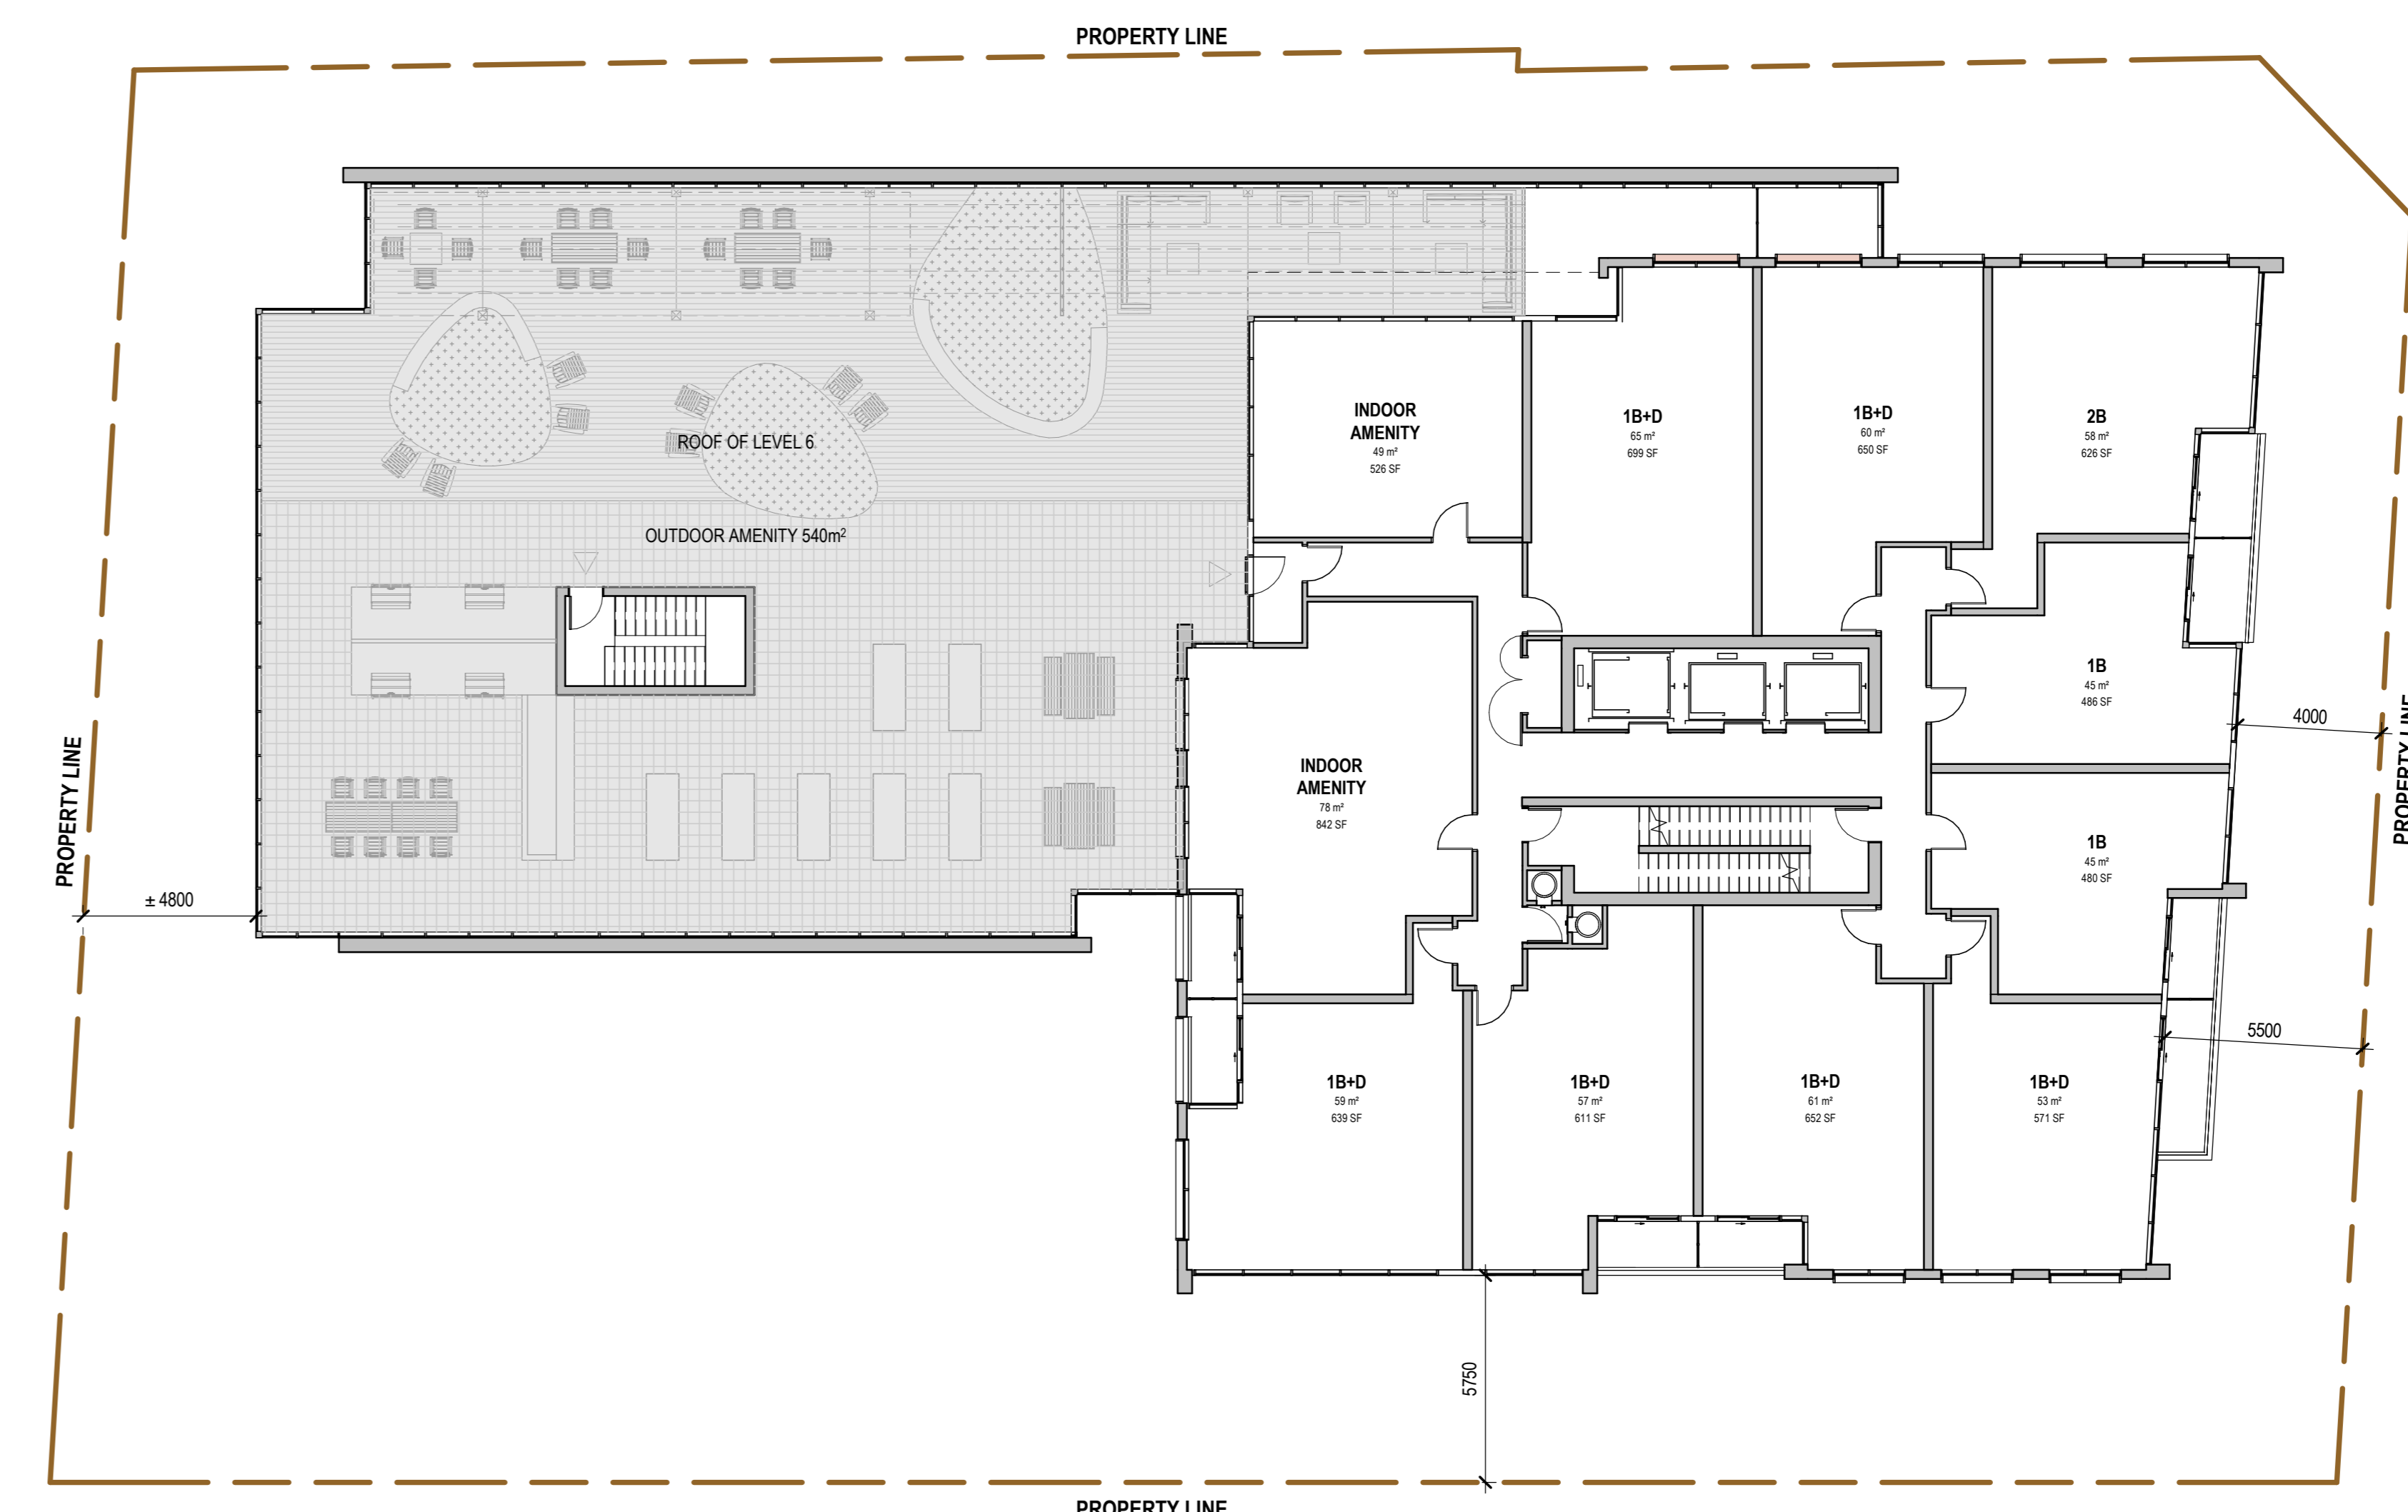 PROPERTY LINE
INDOOR
AMENITY
49 m²
526 SF
1B+D
65 m²
699 SF
1B+D
60 m²
650 SF
2B
58 m²
626 SF
ROOF OF LEVEL 6
OUTDOOR AMENITY 540m²
1B
45 m²
486 SF
4000
PROPERTY LINE
PROPERTY LINE
INDOOR
AMENITY
78 m²
842 SF
1B
45 m²
480 SF
± 4800
5500
1B+D
59 m²
639 SF
1B+D
57 m²
611 SF
1B+D
61 m²
652 SF
1B+D
53 m²
571 SF
5750
PROPERTY LINE